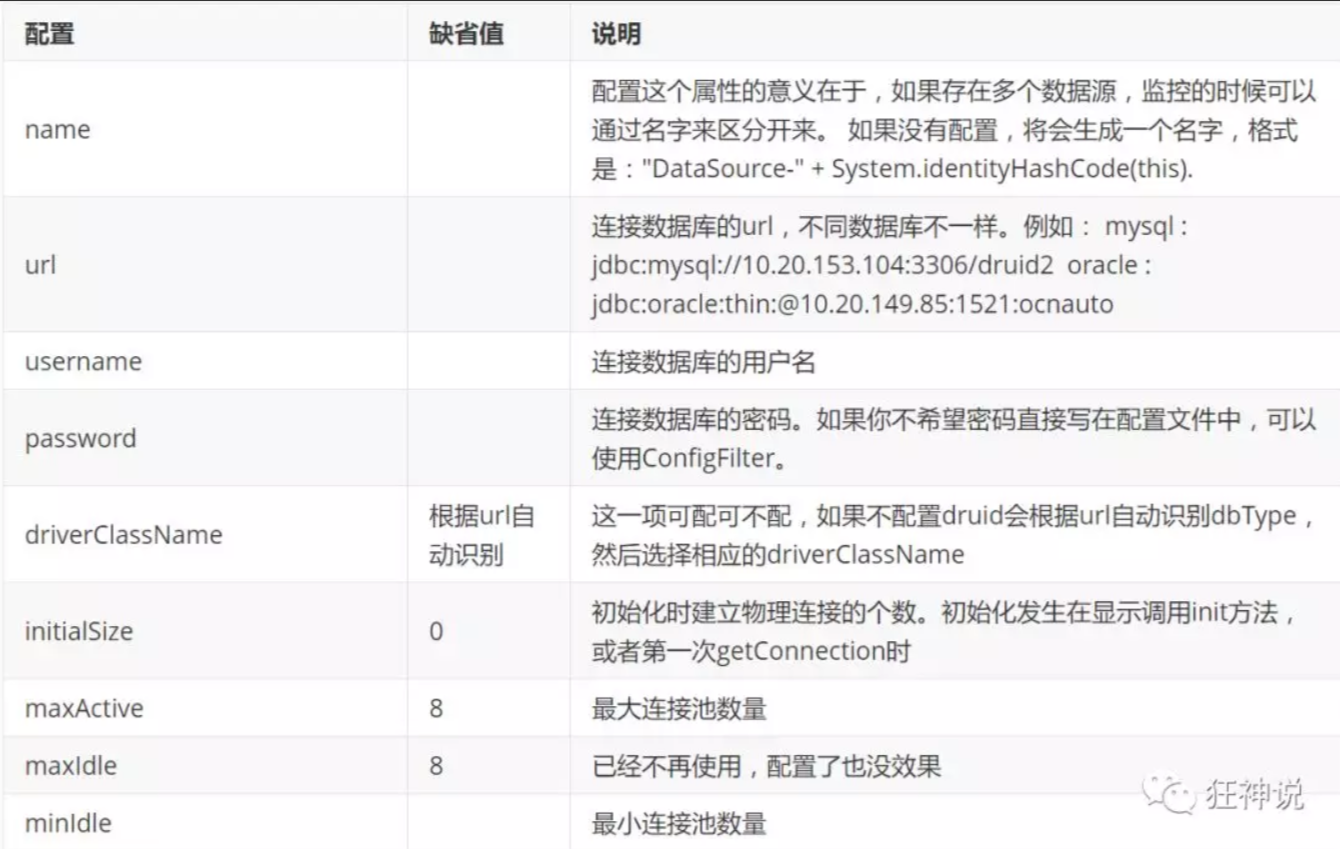 配置 缺省值 说明
配置这个属性的意义在于，如果存在多个数据源，监控的时候可以
name 通过名字来区分开来。 如果没有配置，将会生成一个名字，格式
是："DataSource-" + System.identityHashCode(this).
连接数据库的url，不同数据库不一样。例如： mysql :
url jdbc:mysql://10.20.153.104:3306/druid2 oracle :
jdbc:oracle:thin:@10.20.149.85:1521:ocnauto
username 连接数据库的用户名
连接数据库的密码。如果你不希望密码直接写在配置文件中，可以
password
使用ConfigFilter。
根据url自 这一项可配可不配，如果不配置druid会根据url自动识别dbType，
driverClassName
动识别 然后选择相应的driverClassName
初始化时建立物理连接的个数。初始化发生在显示调用init方法，
initialSize 0
或者第一次getConnection时
maxActive 8 最大连接池数量
maxIdle 8 已经不再使用，配置了也没效果
minIdle 最小连接池数量
狂神说